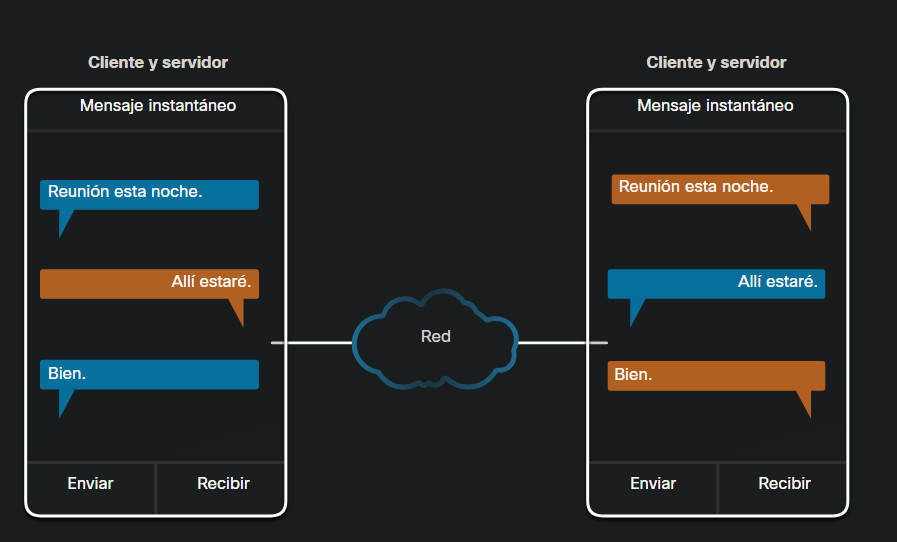 Cliente y servidor
Mensaje instantáneo
Reunión esta noche.
Allí estaré.
Bien.
Enviar
Recibir
Red
Cliente y servidor
Mensaje instantáneo
Reunión esta noche.
Allí estaré.
Bien.
Enviar
Recibir